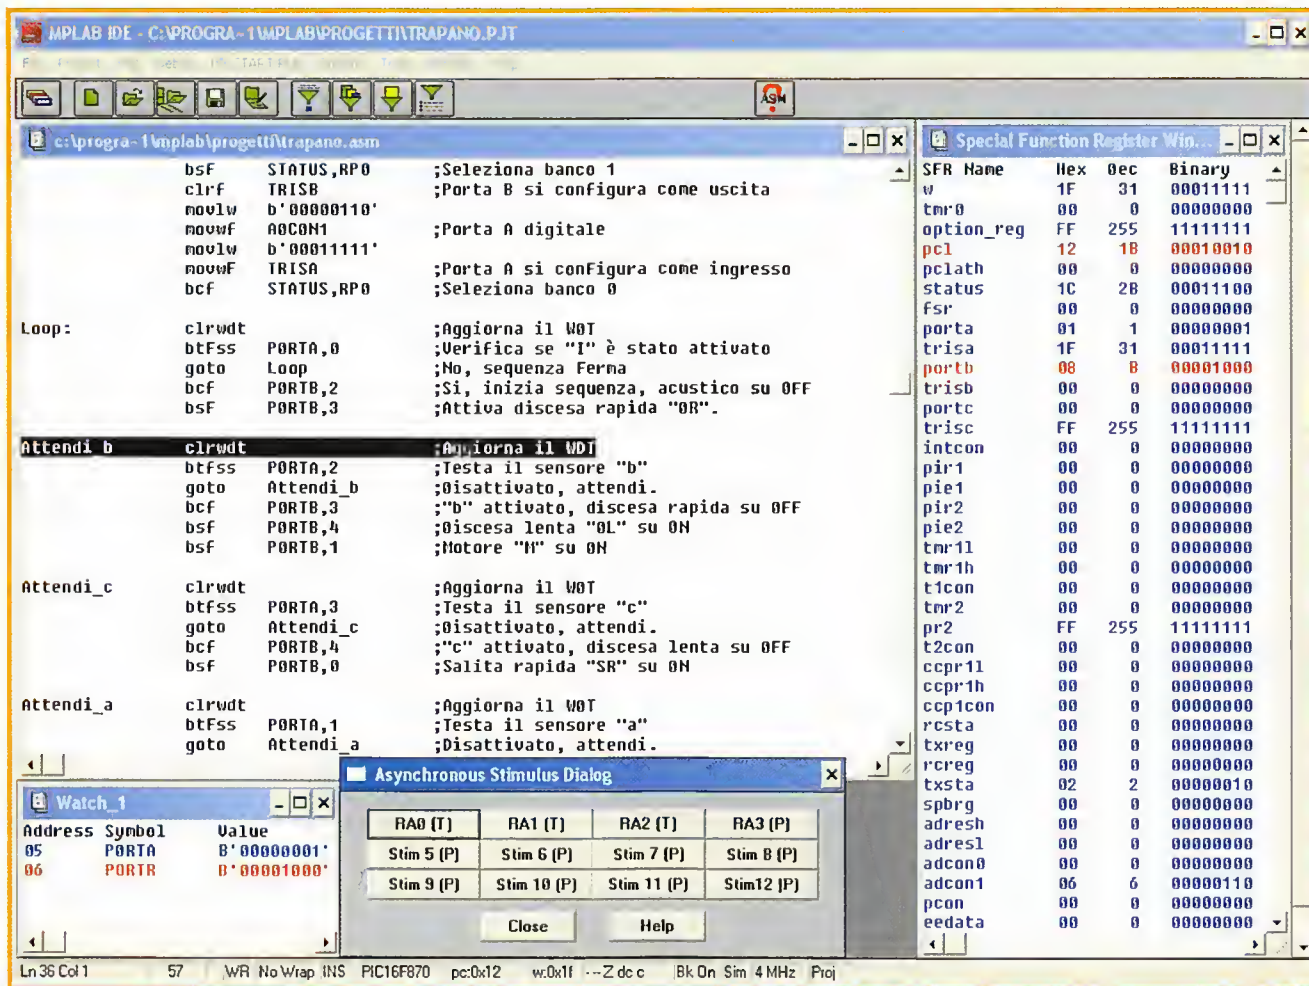 MPLAB IDE - C:\PROGRA~1\MPLAB\PROGETTI\TRAPANO.PJT
ASM
c:\progra~1\mplab\progetti\trapano.asm
bsf STATUS,RP0 ;Seleziona banco 1
clrf TRISB ;Porta B si configura come uscita
movlw b'00000110'
movwf ADCON1 ;Porta A digitale
movlw b'00011111'
movwf TRISA ;Porta A si configura come ingresso
bcf STATUS,RP0 ;Seleziona banco 0
Loop: clrwdt ;Aggiorna il WDT
btfss PORTA,0 ;Verifica se "I" è stato attivato
goto Loop ;No, sequenza Ferma
bcf PORTB,2 ;Si, inizia sequenza, acustico su OFF
bsf PORTB,3 ;Attiva discesa rapida "DR".
Attendi_b clrwdt ;Aggiorna il WDT
btfss PORTA,2 ;Testa il sensore "b"
goto Attendi_b ;Disattivato, attendi.
bcf PORTB,3 ;"b" attivato, discesa rapida su OFF
bsf PORTB,4 ;Discesa lenta "DL" su ON
bsf PORTB,1 ;Motore "M" su ON
Attendi_c clrwdt ;Aggiorna il WDT
btfss PORTA,3 ;Testa il sensore "c"
goto Attendi_c ;Disattivato, attendi.
bcf PORTB,4 ;"c" attivato, discesa lenta su OFF
bsf PORTB,0 ;Salita rapida "SR" su ON
Attendi_a clrwdt ;Aggiorna il WDT
btfss PORTA,1 ;Testa il sensore "a"
goto Attendi_a ;Disattivato, attendi.
Special Function Register Win...
SFR Name Hex Dec Binary
w 1F 31 00011111
tmr0 00 0 00000000
option_reg FF 255 11111111
pcl 12 18 00010010
pclath 00 0 00000000
status 1C 28 00011100
fsr 00 0 00000000
porta 01 1 00000001
trisa 1F 31 00011111
portb 08 8 00001000
trisb 00 0 00000000
portc 00 0 00000000
trisc FF 255 11111111
intcon 00 0 00000000
pir1 00 0 00000000
pie1 00 0 00000000
pir2 00 0 00000000
pie2 00 0 00000000
tmr1l 00 0 00000000
tmr1h 00 0 00000000
t1con 00 0 00000000
tmr2 00 0 00000000
pr2 FF 255 11111111
t2con 00 0 00000000
ccpr1l 00 0 00000000
ccpr1h 00 0 00000000
ccp1con 00 0 00000000
rcsta 00 0 00000000
txreg 00 0 00000000
rcreg 00 0 00000000
txsta 02 2 00000010
spbrg 00 0 00000000
adresh 00 0 00000000
adresl 00 0 00000000
adcon0 00 0 00000000
adcon1 06 6 00000110
pcon 00 0 00000000
eedata 00 0 00000000
Watch_1
Address Symbol Value
05 PORTA B'00000001'
06 PORTB B'00001000'
Asynchronous Stimulus Dialog
RA0 (T) RA1 (T) RA2 (T) RA3 (P)
Stim 5 (P) Stim 6 (P) Stim 7 (P) Stim 8 (P)
Stim 9 (P) Stim 10 (P) Stim 11 (P) Stim12 (P)
Close Help
Ln 36 Col 1 57 WR No Wrap INS PIC16F870 pc:0x12 w:0x1f --Z dc c Bk On Sim 4 MHz Proj